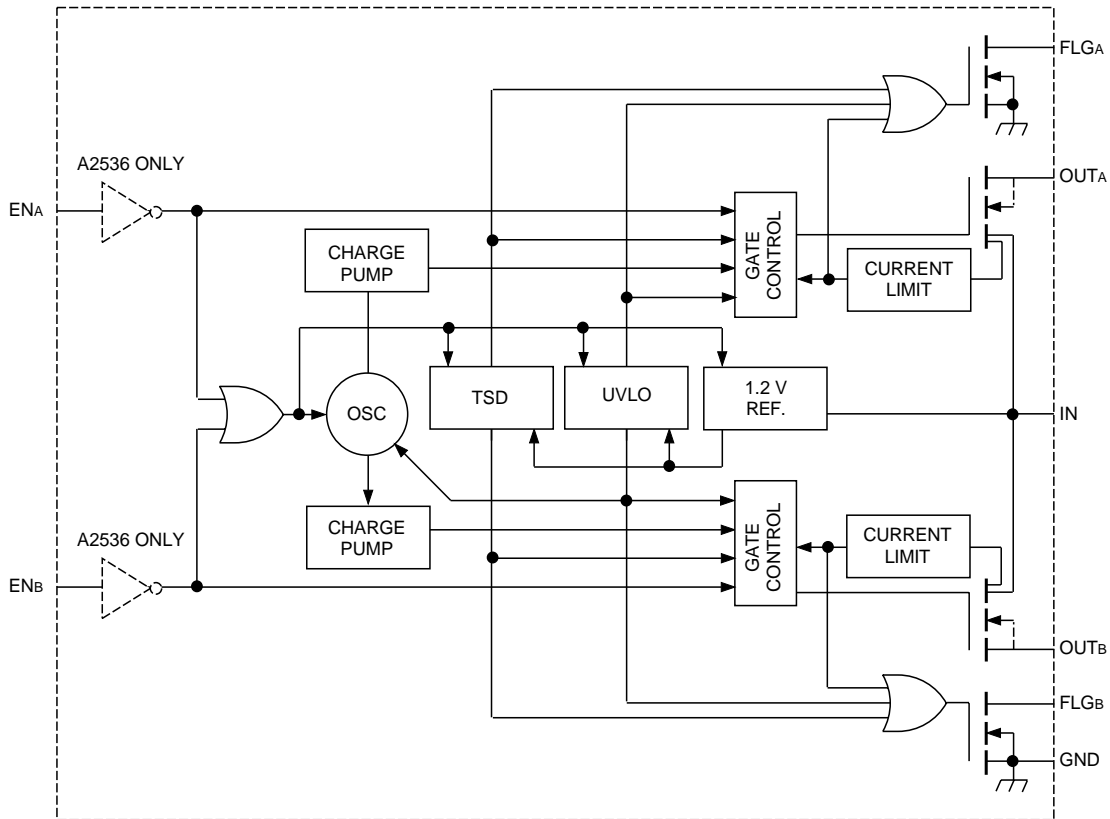 FLGA
A2536 ONLY
OUTA
ENA
GATE
CONTROL
CHARGE
PUMP
CURRENT
LIMIT
TSD
UVLO
1.2 V
REF.
OSC
IN
CHARGE
PUMP
GATE
CONTROL
CURRENT
LIMIT
A2536 ONLY
ENB
OUTB
FLGB
GND